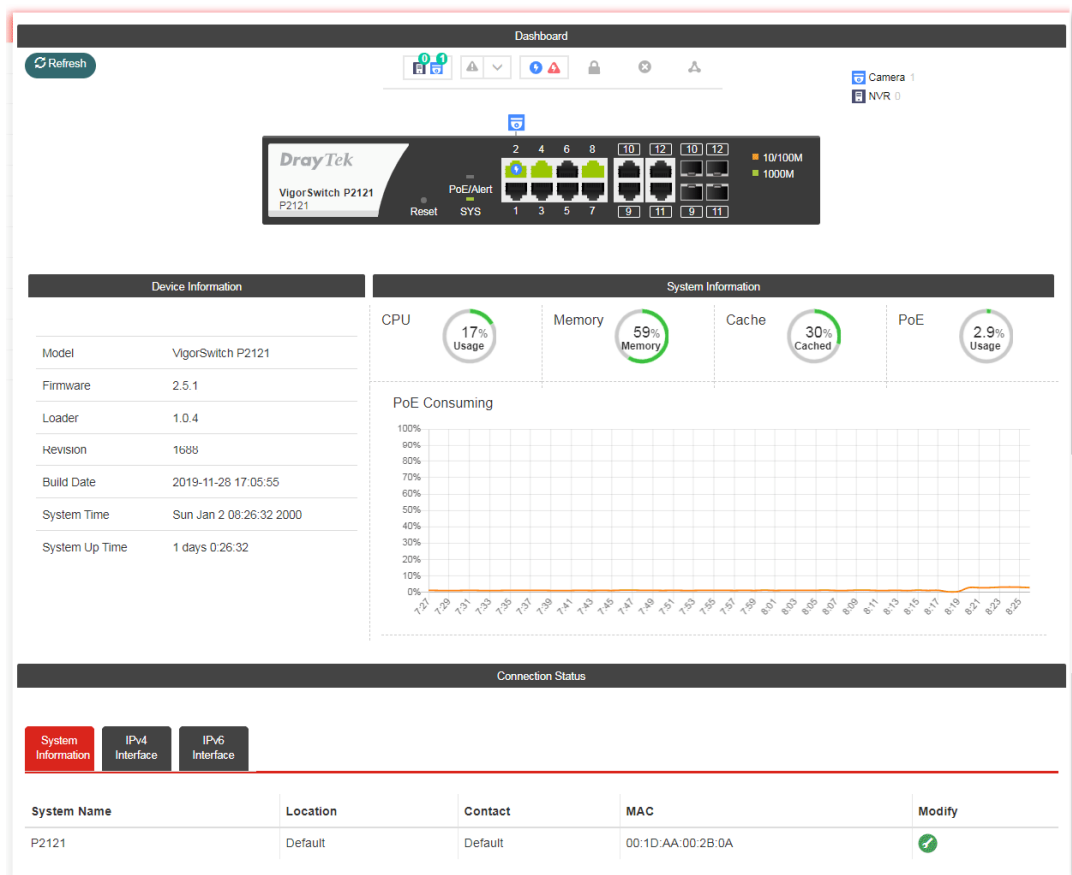 Dashboard
Refresh
0 1
Camera 1
NVR 0
2 4 6 8 10 12 10 12
DrayTek
10/100M
1000M
VigorSwitch P2121
P2121
PoE/Alert
Reset SYS 1 3 5 7 9 11 9 11
Device Information
System Information
CPU 17% Usage
Memory 59% Memory
Cache 30% Cached
PoE 2.9% Usage
Model VigorSwitch P2121
Firmware 2.5.1
Loader 1.0.4
Revision 1688
Build Date 2019-11-28 17:05:55
System Time Sun Jan 2 08:26:32 2000
System Up Time 1 days 0:26:32
PoE Consuming
100%
90%
80%
70%
60%
50%
40%
30%
20%
10%
0%
7:27 7:29 7:31 7:33 7:35 7:37 7:39 7:41 7:43 7:45 7:47 7:49 7:51 7:53 7:55 7:57 7:59 8:01 8:03 8:05 8:07 8:09 8:11 8:13 8:15 8:17 8:19 8:21 8:23 8:25
Connection Status
System Information
IPv4 Interface
IPv6 Interface
System Name Location Contact MAC Modify
P2121 Default Default 00:1D:AA:00:2B:0A